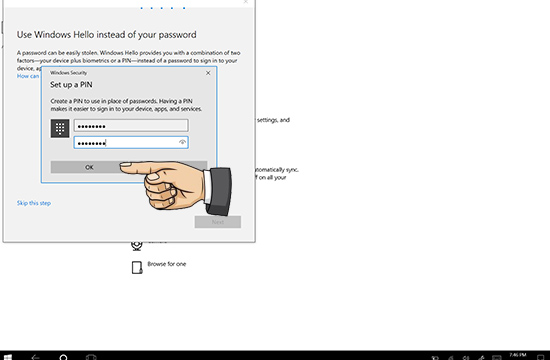 Use Windows Hello instead of your password
A password can be easily stolen. Windows Hello provides you with a combination of two
factors—your device plus biometrics or a PIN—instead of a password to sign in to your
device, ap
How can
Windows Security
Set up a PIN
Create a PIN to use in place of passwords. Having a PIN
makes it easier to sign in to your device, apps, and services.
OK
settings, and
utomatically sync.
ff on all your
Skip this step
Browse for one
7:46 PM